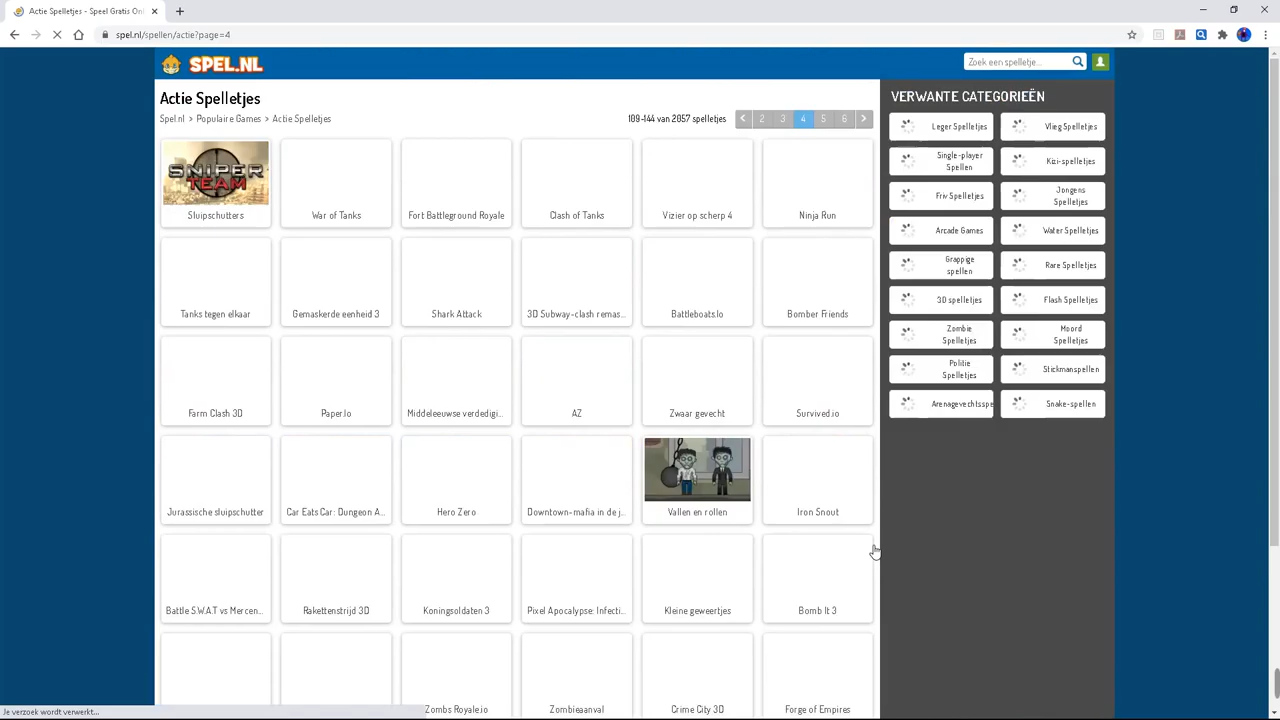 Actie Spelletjes - Speel Gratis Onl
spel.nl/spellen/actie?page=4
SPEL.NL
Zoek een spelletje...
Actie Spelletjes
Spel.nl > Populaire Games > Actie Spelletjes
109-144 van 2057 spelletjes
2 3 4 5 6
SNIPER
TEAM
Sluipschutters
War of Tanks
Fort Battleground Royale
Clash of Tanks
Vizier op scherp 4
Ninja Run
Tanks tegen elkaar
Gemaskerde eenheid 3
Shark Attack
3D Subway-clash remas...
Battleboats.Io
Bomber Friends
Farm Clash 3D
Paper.Io
Middeleeuwse verdedigi...
AZ
Zwaar gevecht
Survived.io
Jurassische sluipschutter
Car Eats Car: Dungeon A...
Hero Zero
Downtown-mafia in de j...
Vallen en rollen
Iron Snout
Battle S.W.A.T vs Mercen...
Rakettenstrijd 3D
Koningsoldaten 3
Pixel Apocalypse: Infecti...
Kleine geweertjes
Bomb It 3
Zombs Royale.io
Zombieaanval
Crime City 3D
Forge of Empires
VERWANTE CATEGORIEËN
Leger Spelletjes
Vlieg Spelletjes
Single-player
Spellen
Kizi-spelletjes
Friv Spelletjes
Jongens
Spelletjes
Arcade Games
Water Spelletjes
Grappige
spellen
Rare Spelletjes
3D spelletjes
Flash Spelletjes
Zombie
Spelletjes
Moord
Spelletjes
Politie
Spelletjes
Stickmanspellen
Arenagevechtsspe
Snake-spellen
Je verzoek wordt verwerkt...